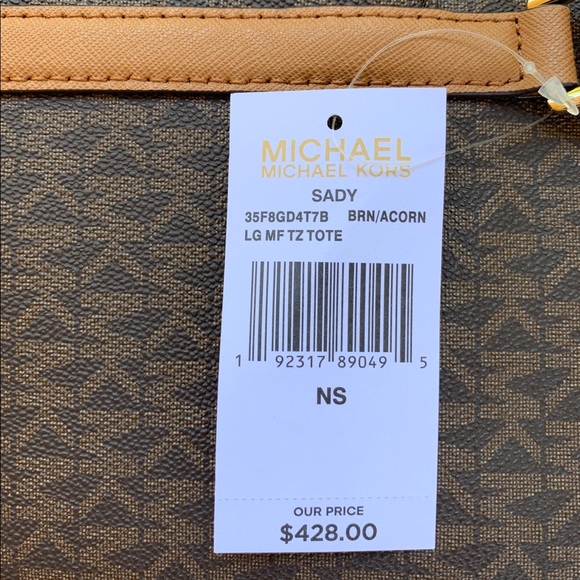 MICHAEL
MICHAEL KORS
SADY
35F8GD4T7B BRN/ACORN
LG MF TZ TOTE
1 92317 89049 5
NS
OUR PRICE
$428.00